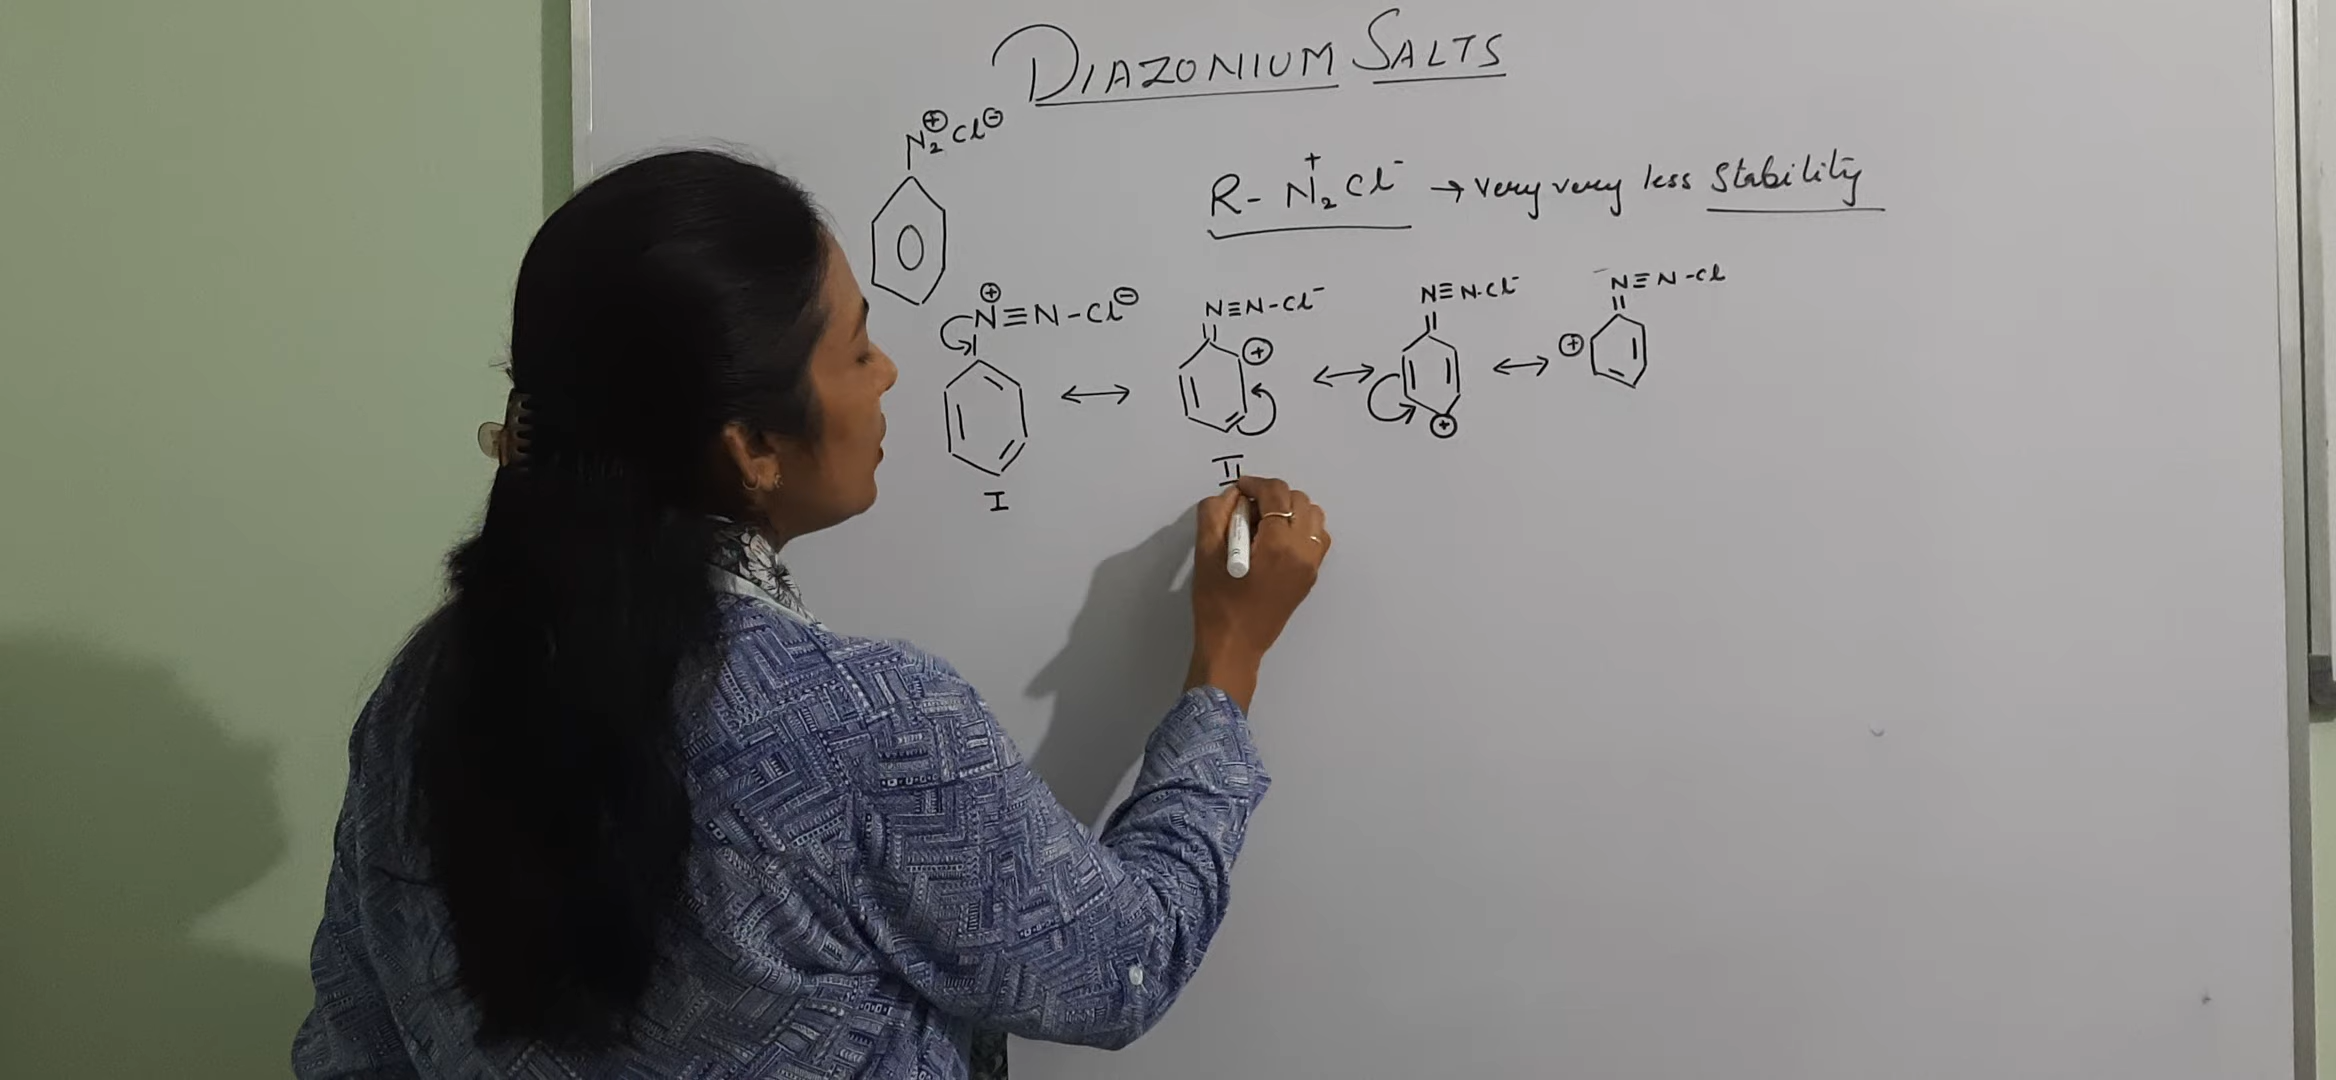 DIAZONIUM SALTS
N₂⊕ Cl⊖
R- N₂⁺ Cl⁻ → very very less stability
⊕
N≡N-Cl⊖ N≡N-Cl⁻ N≡N-Cl⁻ N≡N-Cl
⊕ ↔ ⊕ ↔ ⊕ ↔ ⊕
I II